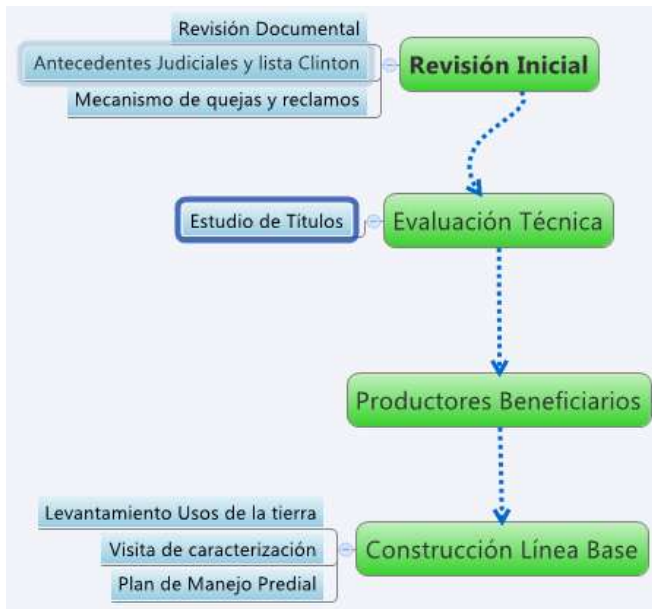 Revisión Documental
Antecedentes Judiciales y lista Clinton
Mecanismo de quejas y reclamos
Revisión Inicial
Estudio de Títulos
Evaluación Técnica
Productores Beneficiarios
Levantamiento Usos de la tierra
Visita de caracterización
Plan de Manejo Predial
Construcción Línea Base